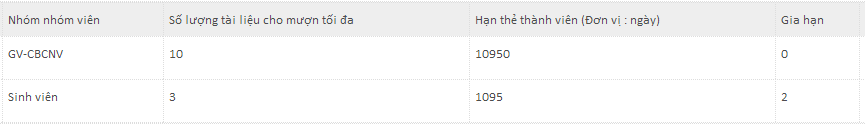 Nhóm nhóm viên Số lượng tài liệu cho mượn tối đa Hạn thẻ thành viên (Đơn vị : ngày) Gia hạn
GV-CBCNV 10 10950 0
Sinh viên 3 1095 2